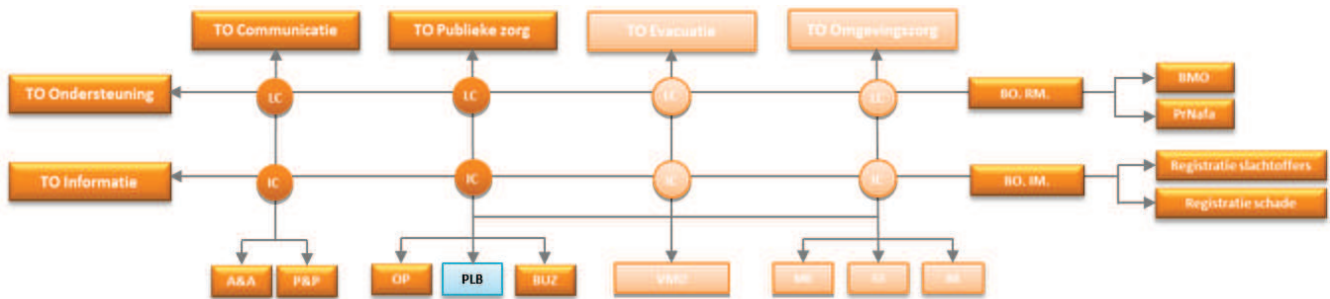 TO Communicatie
TO Publieke zorg
TO Evacuatie
TO Omgevingszorg
TO Ondersteuning
LC
LC
LC
LC
BO. RM.
BMO
PrNafa
TO Informatie
IC
IC
IC
IC
BO. IM.
Registratie slachtoffers
Registratie schade
A&A
P&P
OP
PLB
BUZ